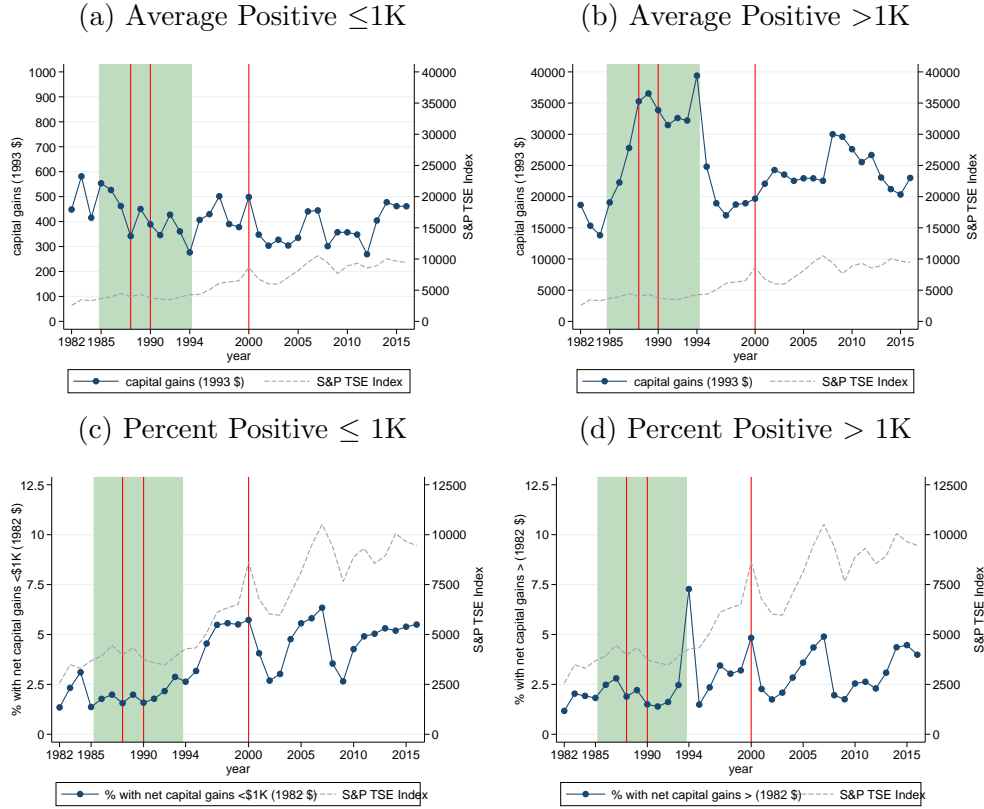 (a) Average Positive ≤1K
1000
900
800
700
600
500
400
300
200
100
0
capital gains (1993 $)
40000
35000
30000
25000
20000
15000
10000
5000
0
S&P TSE Index
1982 1985 1990 1994 2000 2005 2010 2015
year
capital gains (1993 $) S&P TSE Index
(b) Average Positive >1K
40000
35000
30000
25000
20000
15000
10000
5000
0
capital gains (1993 $)
40000
35000
30000
25000
20000
15000
10000
5000
0
S&P TSE Index
1982 1985 1990 1994 2000 2005 2010 2015
year
capital gains (1993 $) S&P TSE Index
(c) Percent Positive ≤ 1K
12.5
10
7.5
5
2.5
0
% with net capital gains <$1K (1982 $)
12500
10000
7500
5000
2500
0
S&P TSE Index
1982 1985 1990 1994 2000 2005 2010 2015
year
% with net capital gains <$1K (1982 $) S&P TSE Index
(d) Percent Positive > 1K
12.5
10
7.5
5
2.5
0
% with net capital gains > (1982 $)
12500
10000
7500
5000
2500
0
S&P TSE Index
1982 1985 1990 1994 2000 2005 2010 2015
year
% with net capital gains > (1982 $) S&P TSE Index